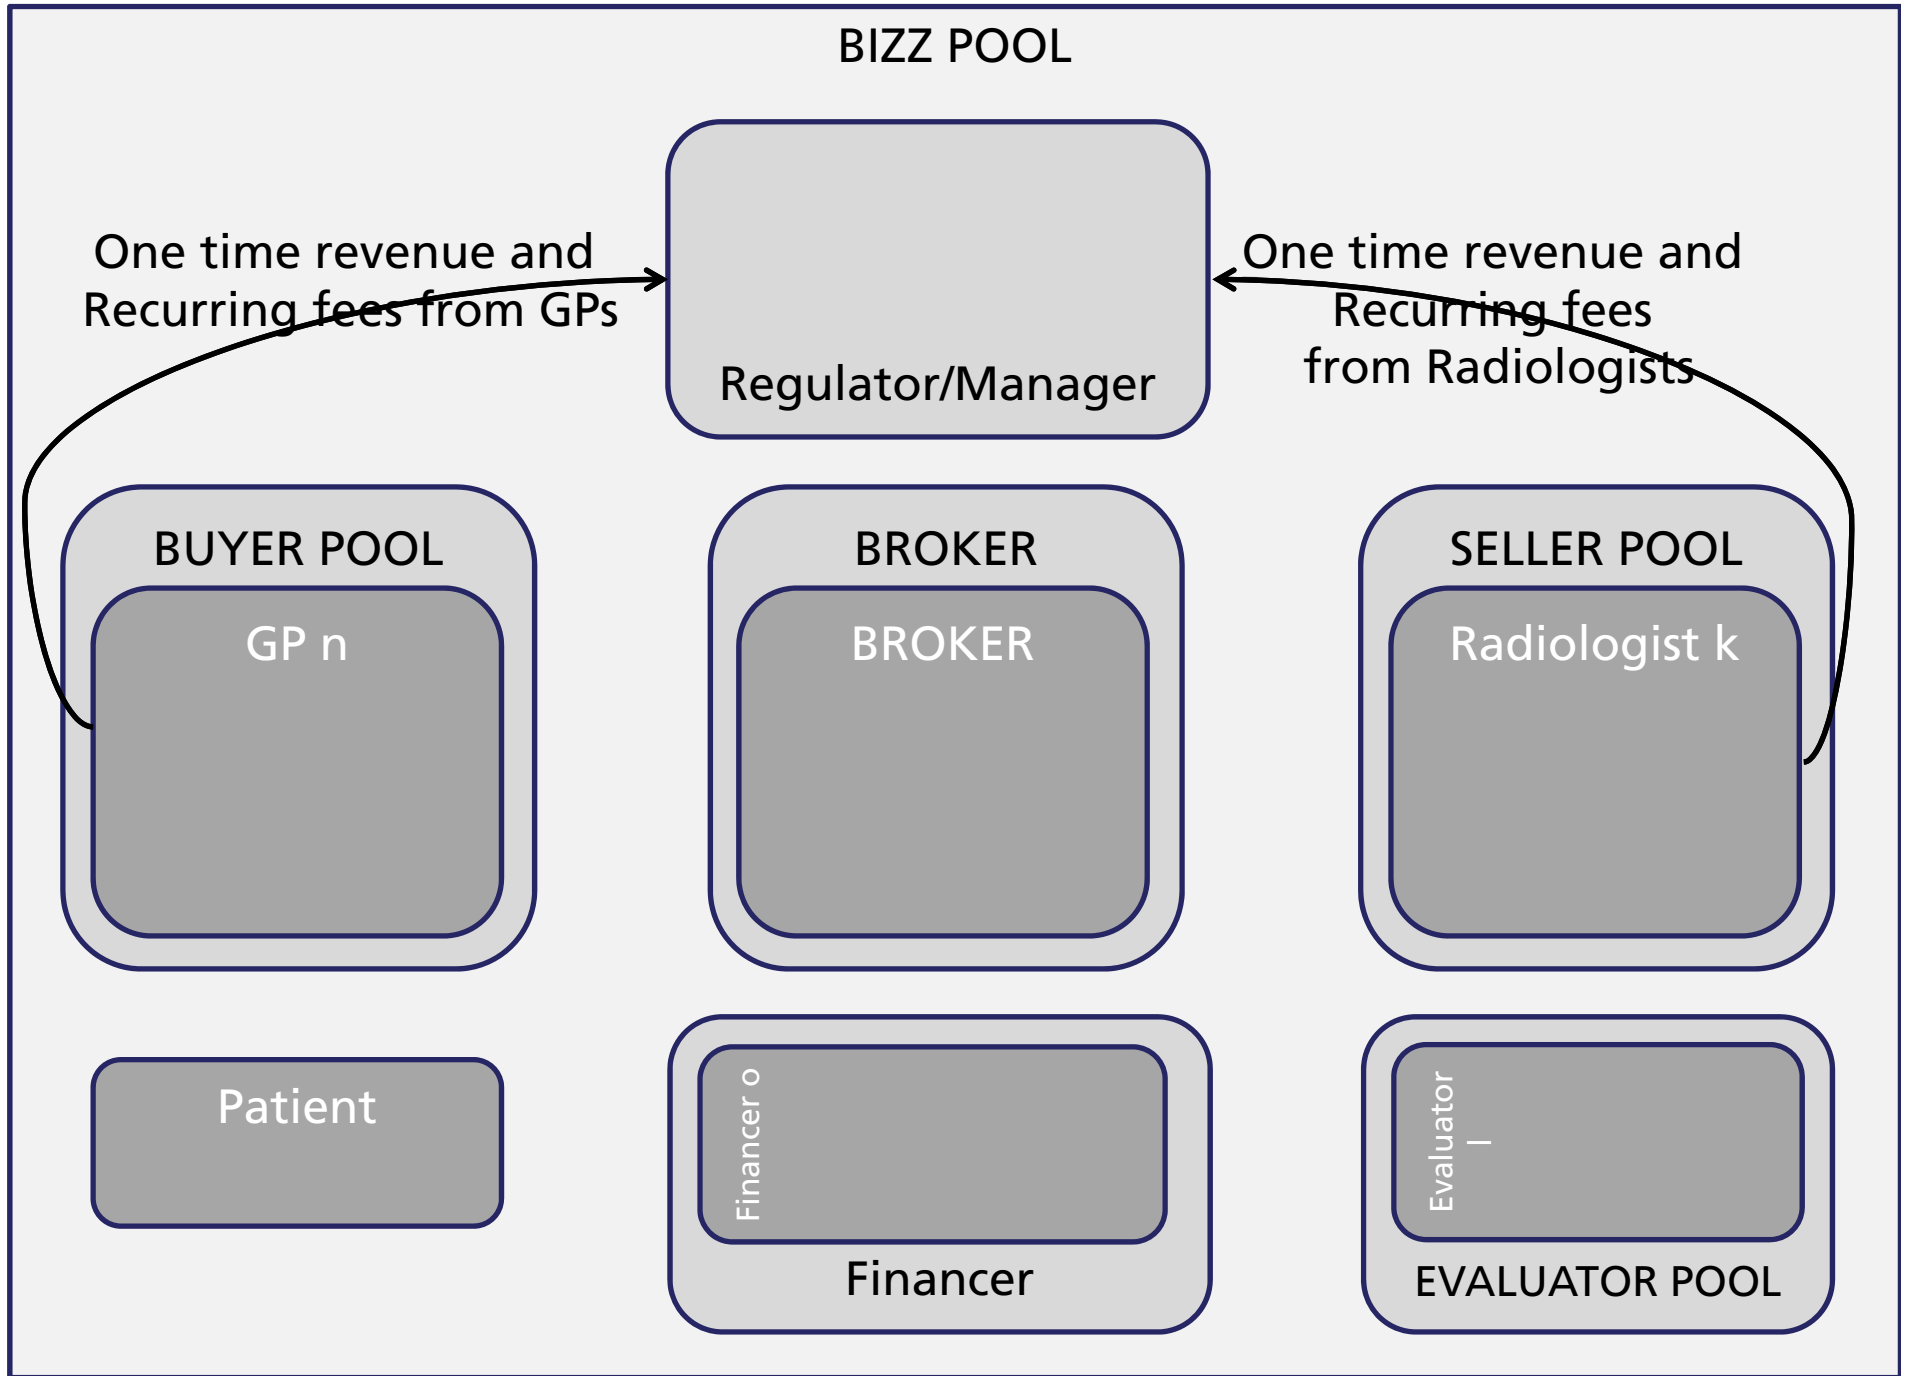 BIZZ POOL
One time revenue and
Recurring fees from GPs
One time revenue and
Recurring fees
from Radiologists
Regulator/Manager
BUYER POOL
GP n
BROKER
BROKER
SELLER POOL
Radiologist k
Patient
Financer o
Financer
Evaluator
l
EVALUATOR POOL